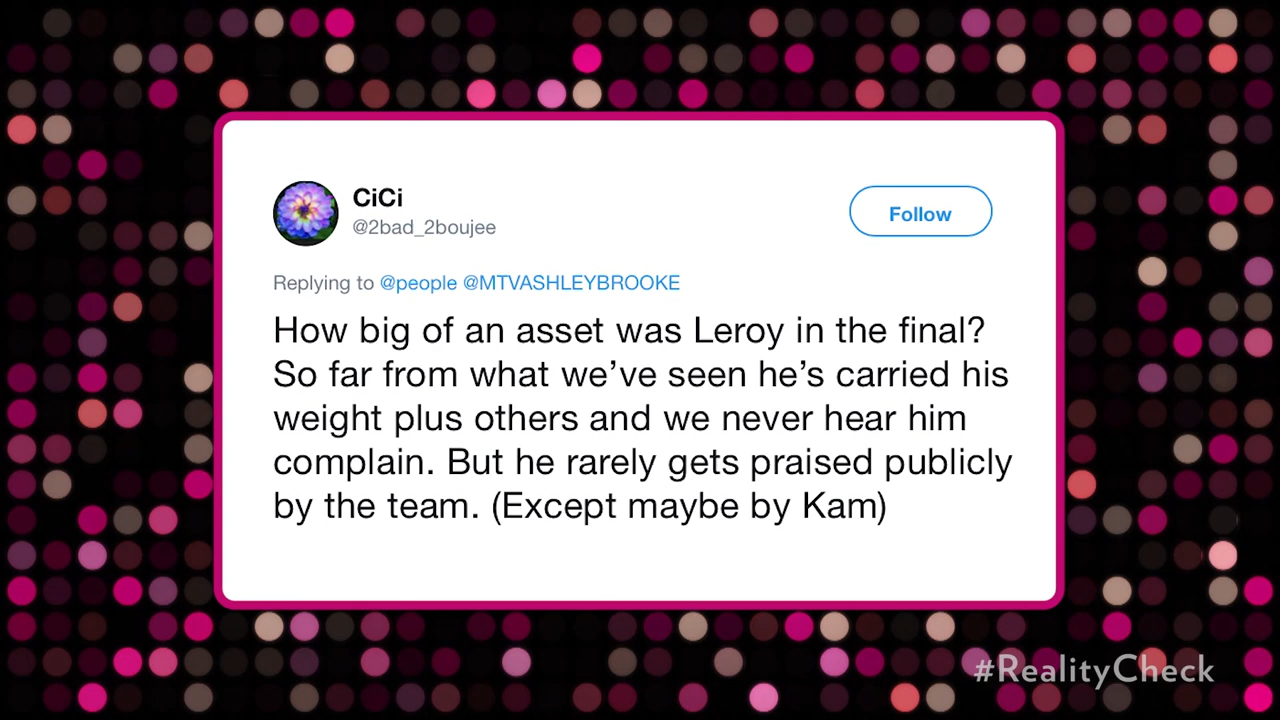 CiCi
@2bad_2boujee
Follow
Replying to @people @MTVASHLEYBROOKE
How big of an asset was Leroy in the final?
So far from what we’ve seen he’s carried his
weight plus others and we never hear him
complain. But he rarely gets praised publicly
by the team. (Except maybe by Kam)
#RealityCheck